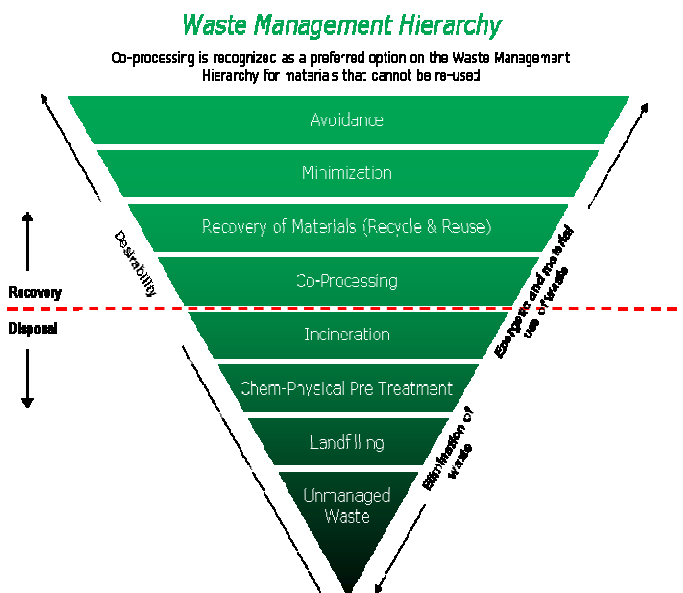 Waste Management Hierarchy
Co-processing is recognized as a preferred option on the Waste Management
Hierarchy for materials that cannot be re-used
Avoidance
Minimization
Recovery of Materials (Recycle & Reuse)
Desirability
Co-Processing
Energetic and material
use of waste
Recovery
Disposal
Incineration
Chem-Physical Pre Treatment
Landfilling
Elimination of
waste
Unmanaged
Waste